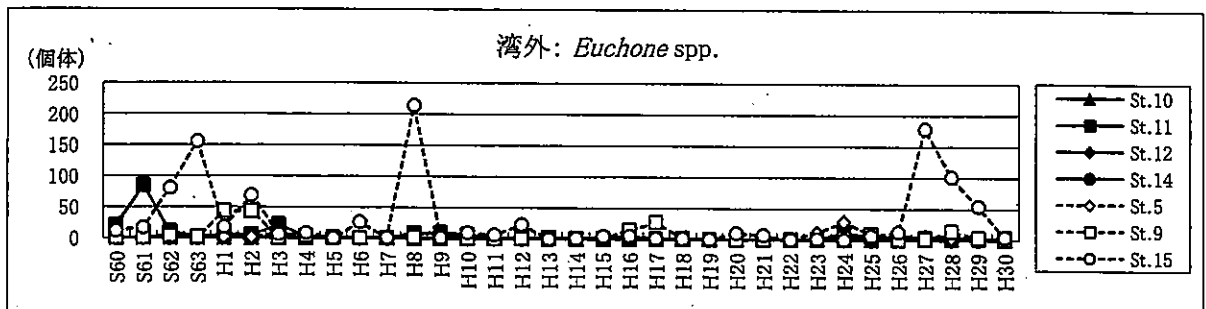 湾外: Euchone spp.
(個体)
250
200
150
100
50
0
S60 S61 S62 S63 H1 H2 H3 H4 H5 H6 H7 H8 H9 H10 H11 H12 H13 H14 H15 H16 H17 H18 H19 H20 H21 H22 H23 H24 H25 H26 H27 H28 H29 H30
St.10
St.11
St.12
St.14
St.5
St.9
St.15